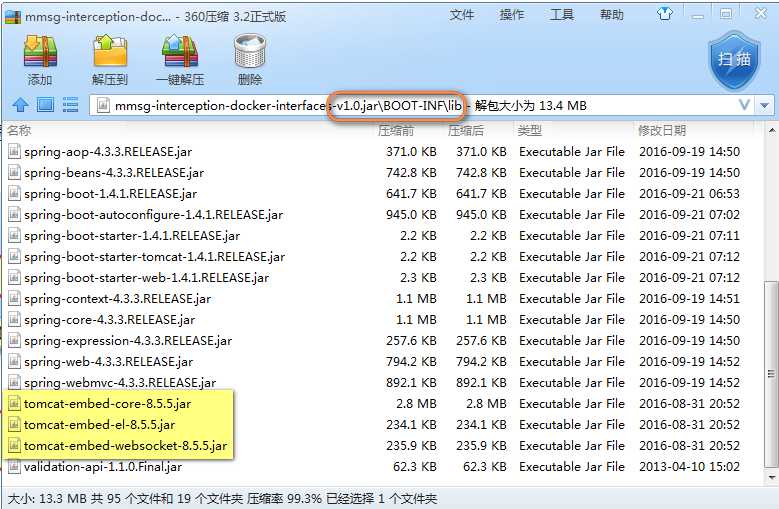 mmsg-interception-doc... - 360压缩 3.2正式版 文件 操作 工具 帮助
添加 解压到 一键解压 删除 扫描
mmsg-interception-docker-interfaces-v1.0.jar\BOOT-INF\lib - 解包大小为 13.4 MB
名称 压缩前 压缩后 类型 修改日期
spring-aop-4.3.3.RELEASE.jar 371.0 KB 371.0 KB Executable Jar File 2016-09-19 14:50
spring-beans-4.3.3.RELEASE.jar 742.8 KB 742.8 KB Executable Jar File 2016-09-19 14:50
spring-boot-1.4.1.RELEASE.jar 641.7 KB 641.7 KB Executable Jar File 2016-09-21 06:53
spring-boot-autoconfigure-1.4.1.RELEASE.jar 945.0 KB 945.0 KB Executable Jar File 2016-09-21 07:02
spring-boot-starter-1.4.1.RELEASE.jar 2.2 KB 2.2 KB Executable Jar File 2016-09-21 07:11
spring-boot-starter-tomcat-1.4.1.RELEASE.jar 2.2 KB 2.2 KB Executable Jar File 2016-09-21 07:12
spring-boot-starter-web-1.4.1.RELEASE.jar 2.3 KB 2.3 KB Executable Jar File 2016-09-21 07:12
spring-context-4.3.3.RELEASE.jar 1.1 MB 1.1 MB Executable Jar File 2016-09-19 14:51
spring-core-4.3.3.RELEASE.jar 1.1 MB 1.1 MB Executable Jar File 2016-09-19 14:50
spring-expression-4.3.3.RELEASE.jar 257.6 KB 257.6 KB Executable Jar File 2016-09-19 14:50
spring-web-4.3.3.RELEASE.jar 794.2 KB 794.2 KB Executable Jar File 2016-09-19 14:52
spring-webmvc-4.3.3.RELEASE.jar 892.1 KB 892.1 KB Executable Jar File 2016-09-19 14:52
tomcat-embed-core-8.5.5.jar 2.8 MB 2.8 MB Executable Jar File 2016-08-31 20:52
tomcat-embed-el-8.5.5.jar 234.1 KB 234.1 KB Executable Jar File 2016-08-31 20:52
tomcat-embed-websocket-8.5.5.jar 235.9 KB 235.9 KB Executable Jar File 2016-08-31 20:52
validation-api-1.1.0.Final.jar 62.3 KB 62.3 KB Executable Jar File 2013-04-10 15:02
大小: 13.3 MB 共 95 个文件和 19 个文件夹 压缩率 99.3% 已经选择 1 个文件夹